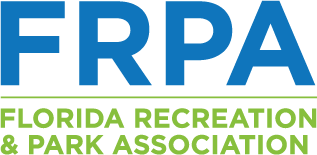 FRPA
FLORIDA RECREATION
& PARK ASSOCIATION